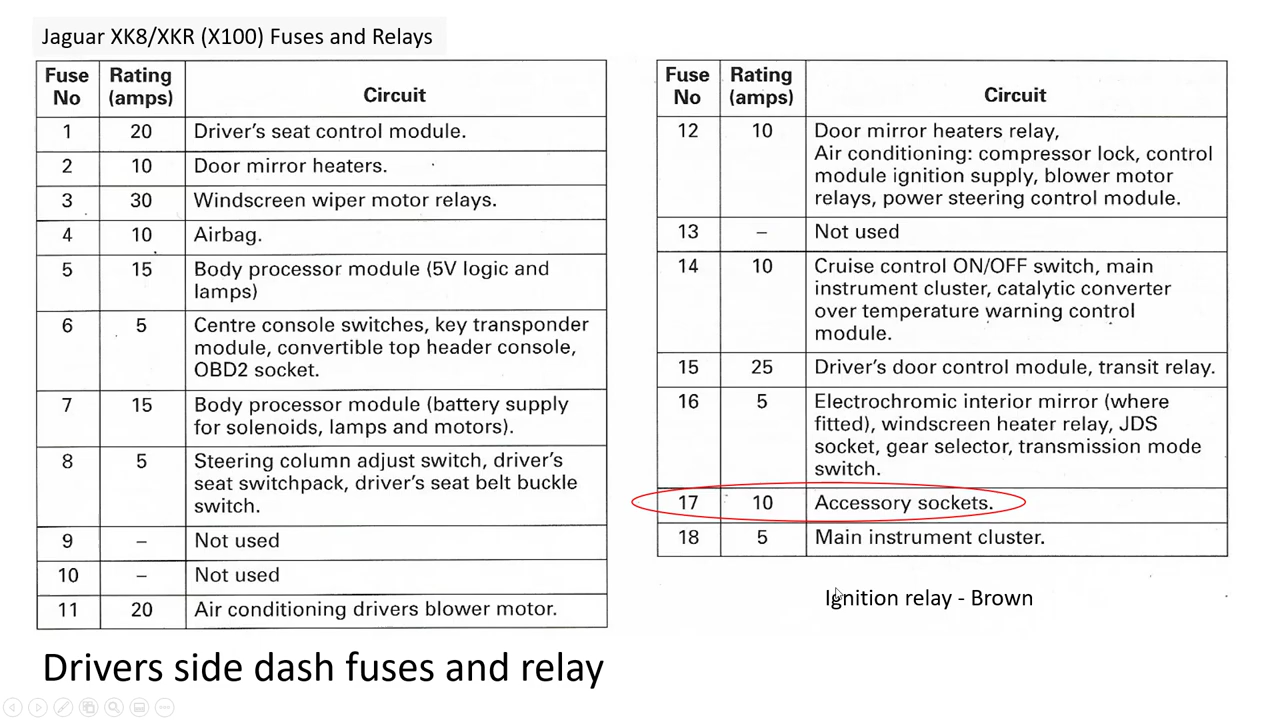 Jaguar XK8/XKR (X100) Fuses and Relays
Fuse No Rating (amps) Circuit
1 20 Driver's seat control module.
2 10 Door mirror heaters.
3 30 Windscreen wiper motor relays.
4 10 Airbag.
5 15 Body processor module (5V logic and
lamps)
6 5 Centre console switches, key transponder
module, convertible top header console,
OBD2 socket.
7 15 Body processor module (battery supply
for solenoids, lamps and motors).
8 5 Steering column adjust switch, driver's
seat switchpack, driver's seat belt buckle
switch.
9 – Not used
10 – Not used
11 20 Air conditioning drivers blower motor.
Fuse No Rating (amps) Circuit
12 10 Door mirror heaters relay,
Air conditioning: compressor lock, control
module ignition supply, blower motor
relays, power steering control module.
13 – Not used
14 10 Cruise control ON/OFF switch, main
instrument cluster, catalytic converter
over temperature warning control
module.
15 25 Driver's door control module, transit relay.
16 5 Electrochromic interior mirror (where
fitted), windscreen heater relay, JDS
socket, gear selector, transmission mode
switch.
17 10 Accessory sockets.
18 5 Main instrument cluster.
Ignition relay - Brown
Drivers side dash fuses and relay